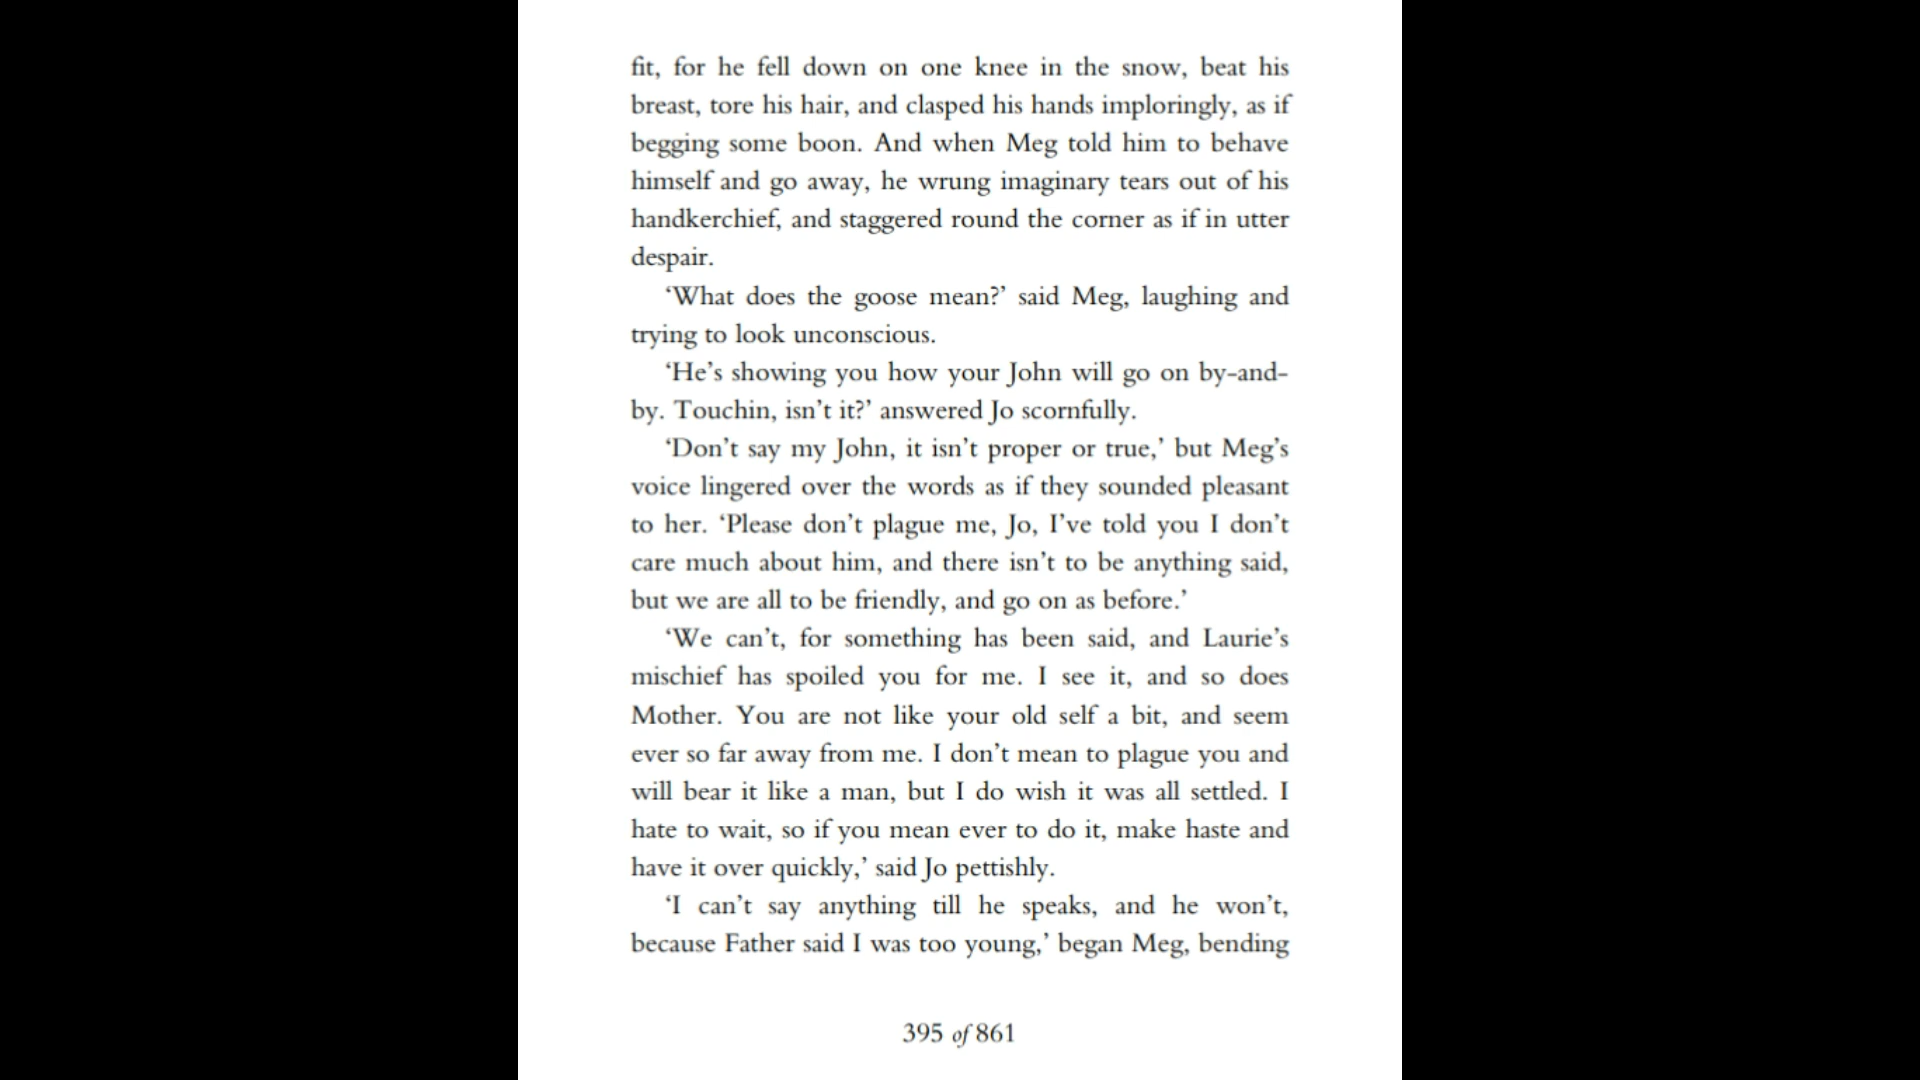 fit, for he fell down on one knee in the snow, beat his
breast, tore his hair, and clasped his hands imploringly, as if
begging some boon. And when Meg told him to behave
himself and go away, he wrung imaginary tears out of his
handkerchief, and staggered round the corner as if in utter
despair.
‘What does the goose mean?’ said Meg, laughing and
trying to look unconscious.
‘He’s showing you how your John will go on by-and-
by. Touchin, isn’t it?’ answered Jo scornfully.
‘Don’t say my John, it isn’t proper or true,’ but Meg’s
voice lingered over the words as if they sounded pleasant
to her. ‘Please don’t plague me, Jo, I’ve told you I don’t
care much about him, and there isn’t to be anything said,
but we are all to be friendly, and go on as before.’
‘We can’t, for something has been said, and Laurie’s
mischief has spoiled you for me. I see it, and so does
Mother. You are not like your old self a bit, and seem
ever so far away from me. I don’t mean to plague you and
will bear it like a man, but I do wish it was all settled. I
hate to wait, so if you mean ever to do it, make haste and
have it over quickly,’ said Jo pettishly.
‘I can’t say anything till he speaks, and he won’t,
because Father said I was too young,’ began Meg, bending
395 of 861